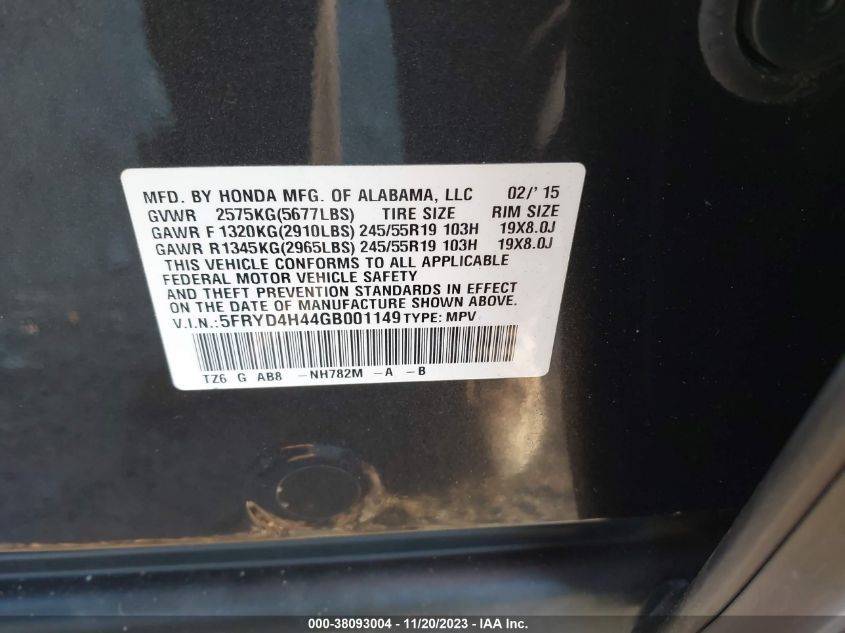 MFD. BY HONDA MFG. OF ALABAMA, LLC 02/'15
GVWR 2575KG(5677LBS) TIRE SIZE RIM SIZE
GAWR F 1320KG(2910LBS) 245/55R19 103H 19X8.0J
GAWR R 1345KG(2965LBS) 245/55R19 103H 19X8.0J
THIS VEHICLE CONFORMS TO ALL APPLICABLE
FEDERAL MOTOR VEHICLE SAFETY
AND THEFT PREVENTION STANDARDS IN EFFECT
ON THE DATE OF MANUFACTURE SHOWN ABOVE.
V.I.N.:5FRYD4H44GB001149 TYPE: MPV
TZ6 G AB8 -NH782M -A -B
000-38093004 - 11/20/2023 - IAA Inc.